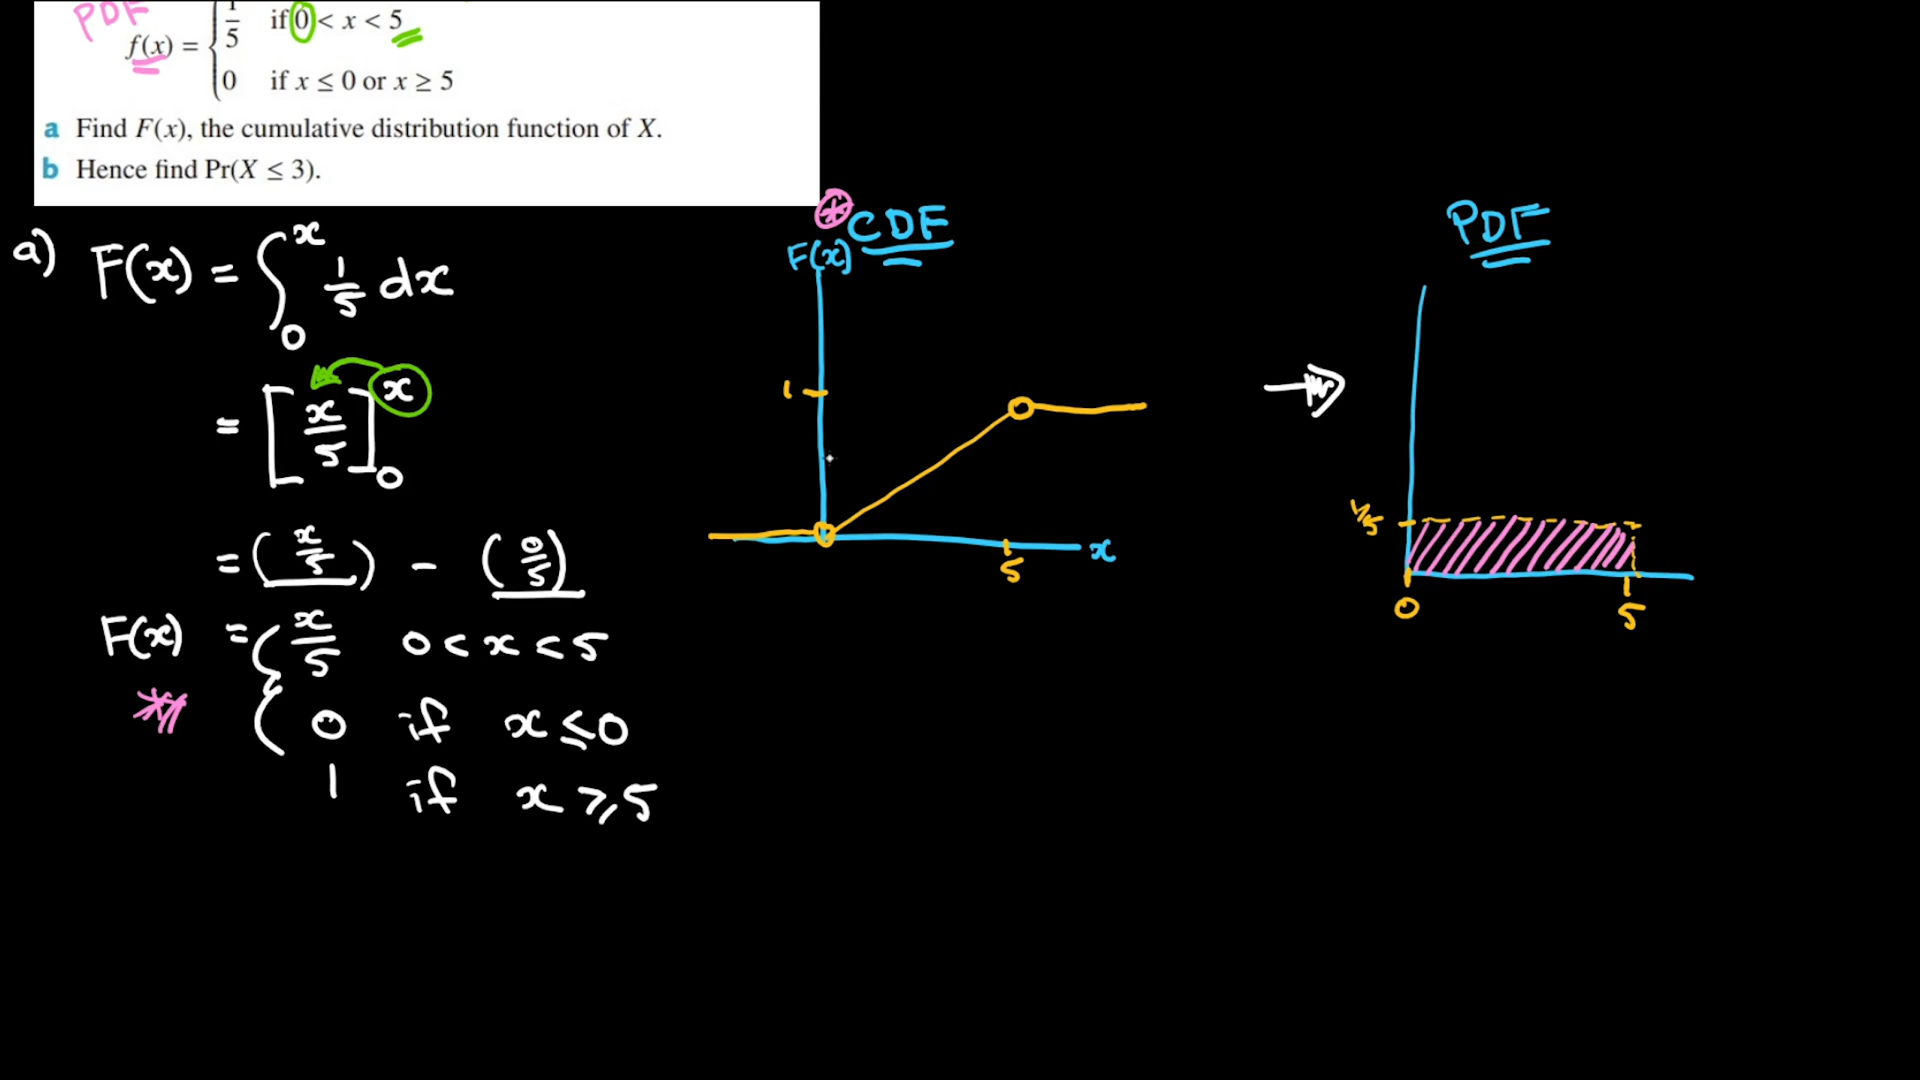 PDF
f(x) = { 1/5 if 0 < x < 5
0 if x ≤ 0 or x ≥ 5
a Find F(x), the cumulative distribution function of X.
b Hence find Pr(X ≤ 3).
a) F(x) = ∫₀ˣ 1/5 dx
= [x/5]₀ˣ
= (x/5) - (0/5)
F(x) = { x/5 0 < x < 5
0 if x ≤ 0
1 if x ≥ 5
* CDF
F(x)
1
5 x
PDF
1/5
0 5